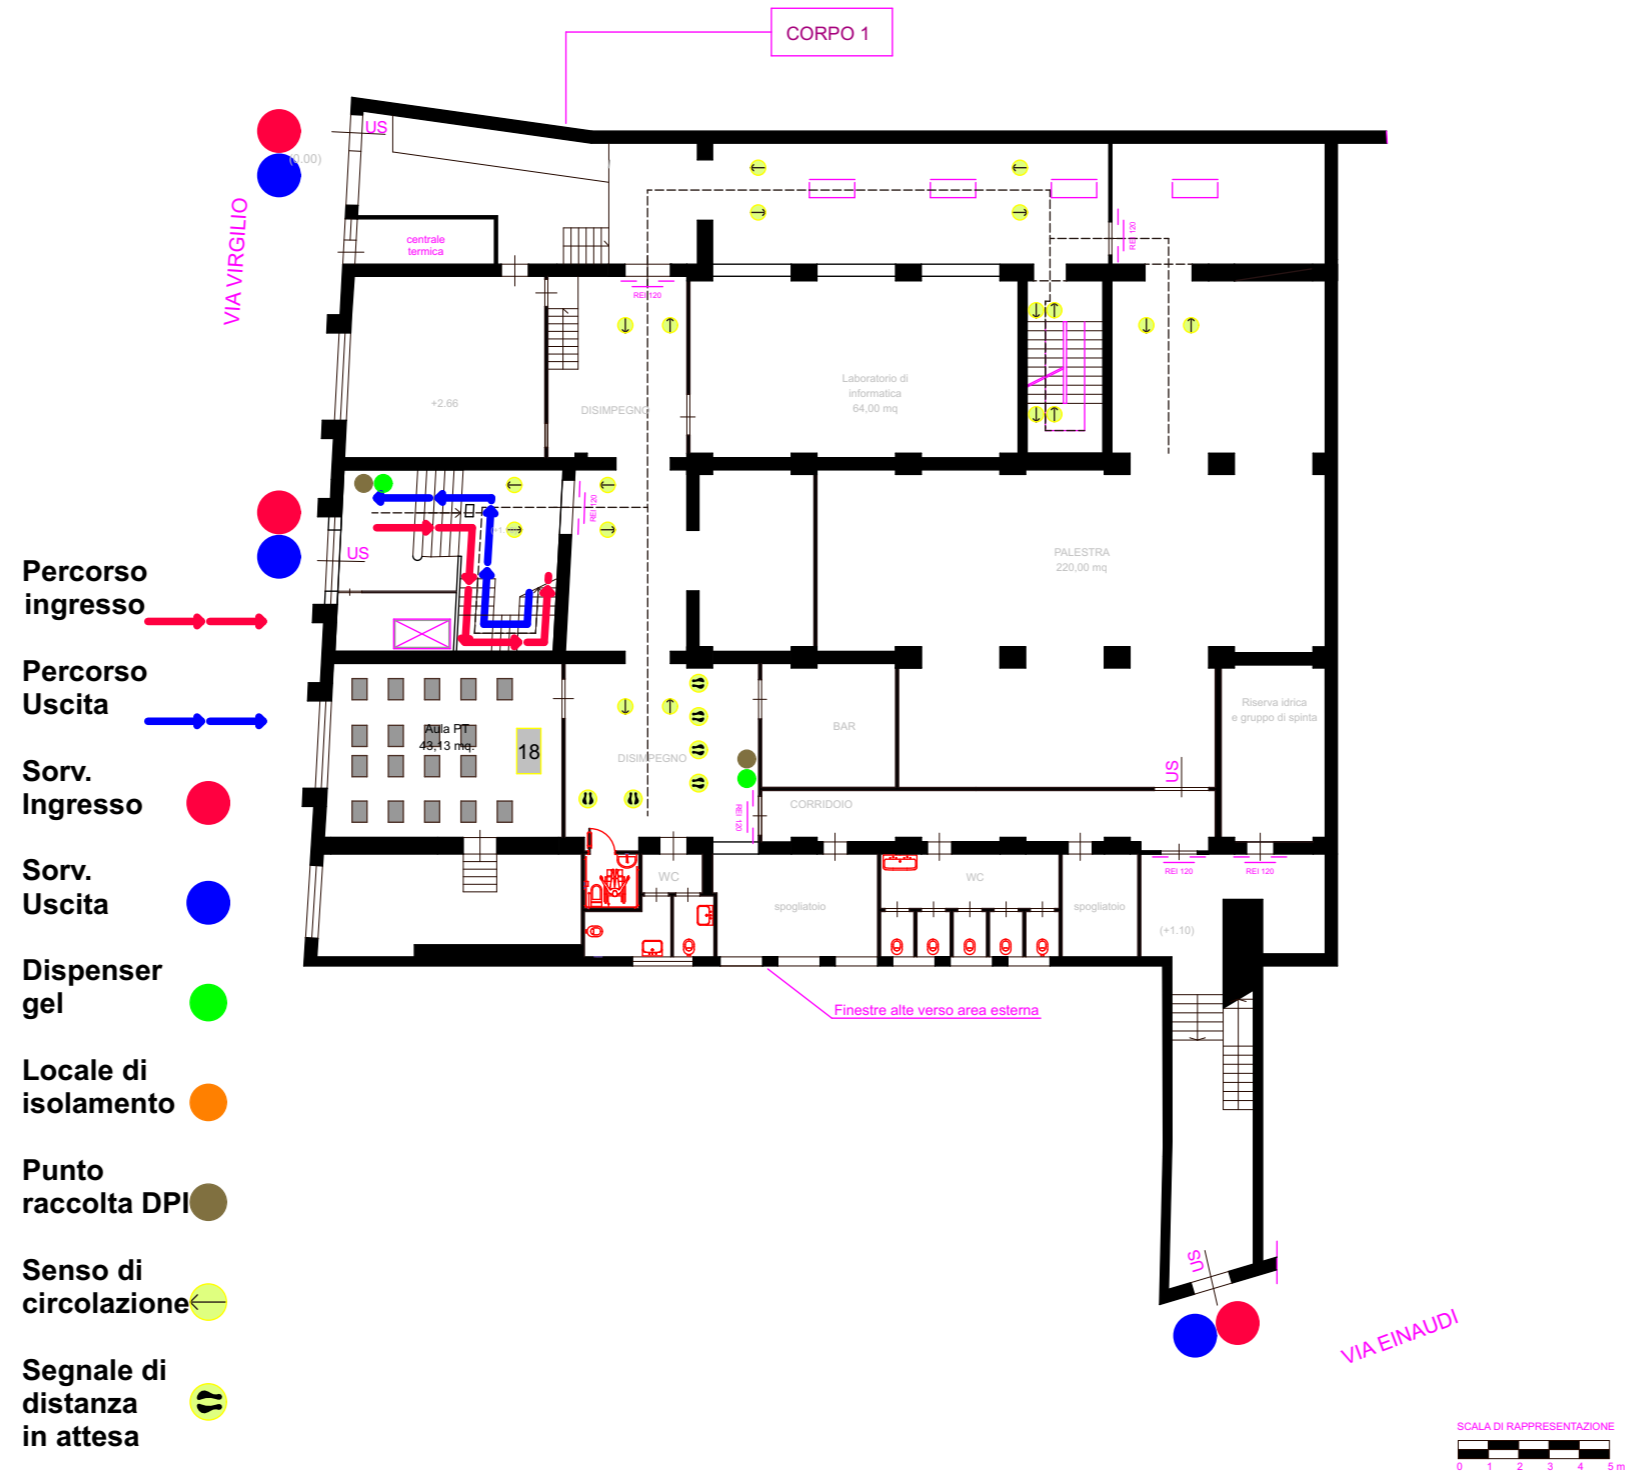 CORPO 1
US
(0.00)
VIA VIRGILIO
centrale
termica
REI 120
REI 120
+2.66
DISIMPEGNO
Laboratorio di
informatica
64,00 mq
REI 120
US
PALESTRA
220,00 mq
Percorso
ingresso
Percorso
Uscita
Sorv.
Ingresso
Sorv.
Uscita
Dispenser
gel
Locale di
isolamento
Punto
raccolta DPI
Senso di
circolazione
Segnale di
distanza
in attesa
Aula PT
43,13 mq.
18
DISIMPEGNO
BAR
Riserva idrica
e gruppo di spinta
US
CORRIDOIO
REI 120
WC
spogliatoio
WC
spogliatoio
REI 120
REI 120
(+1.10)
Finestre alte verso area esterna
US
VIA EINAUDI
SCALA DI RAPPRESENTAZIONE
0 1 2 3 4 5 m